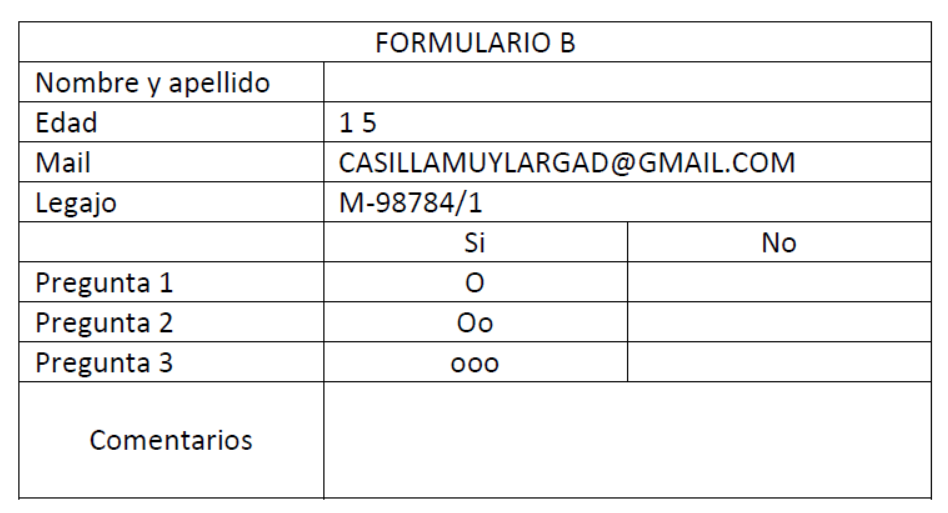 FORMULARIO B
Nombre y apellido
Edad 1 5
Mail CASILLAMUYLARGAD@GMAIL.COM
Legajo M-98784/1
Si No
Pregunta 1 O
Pregunta 2 Oo
Pregunta 3 ooo
Comentarios